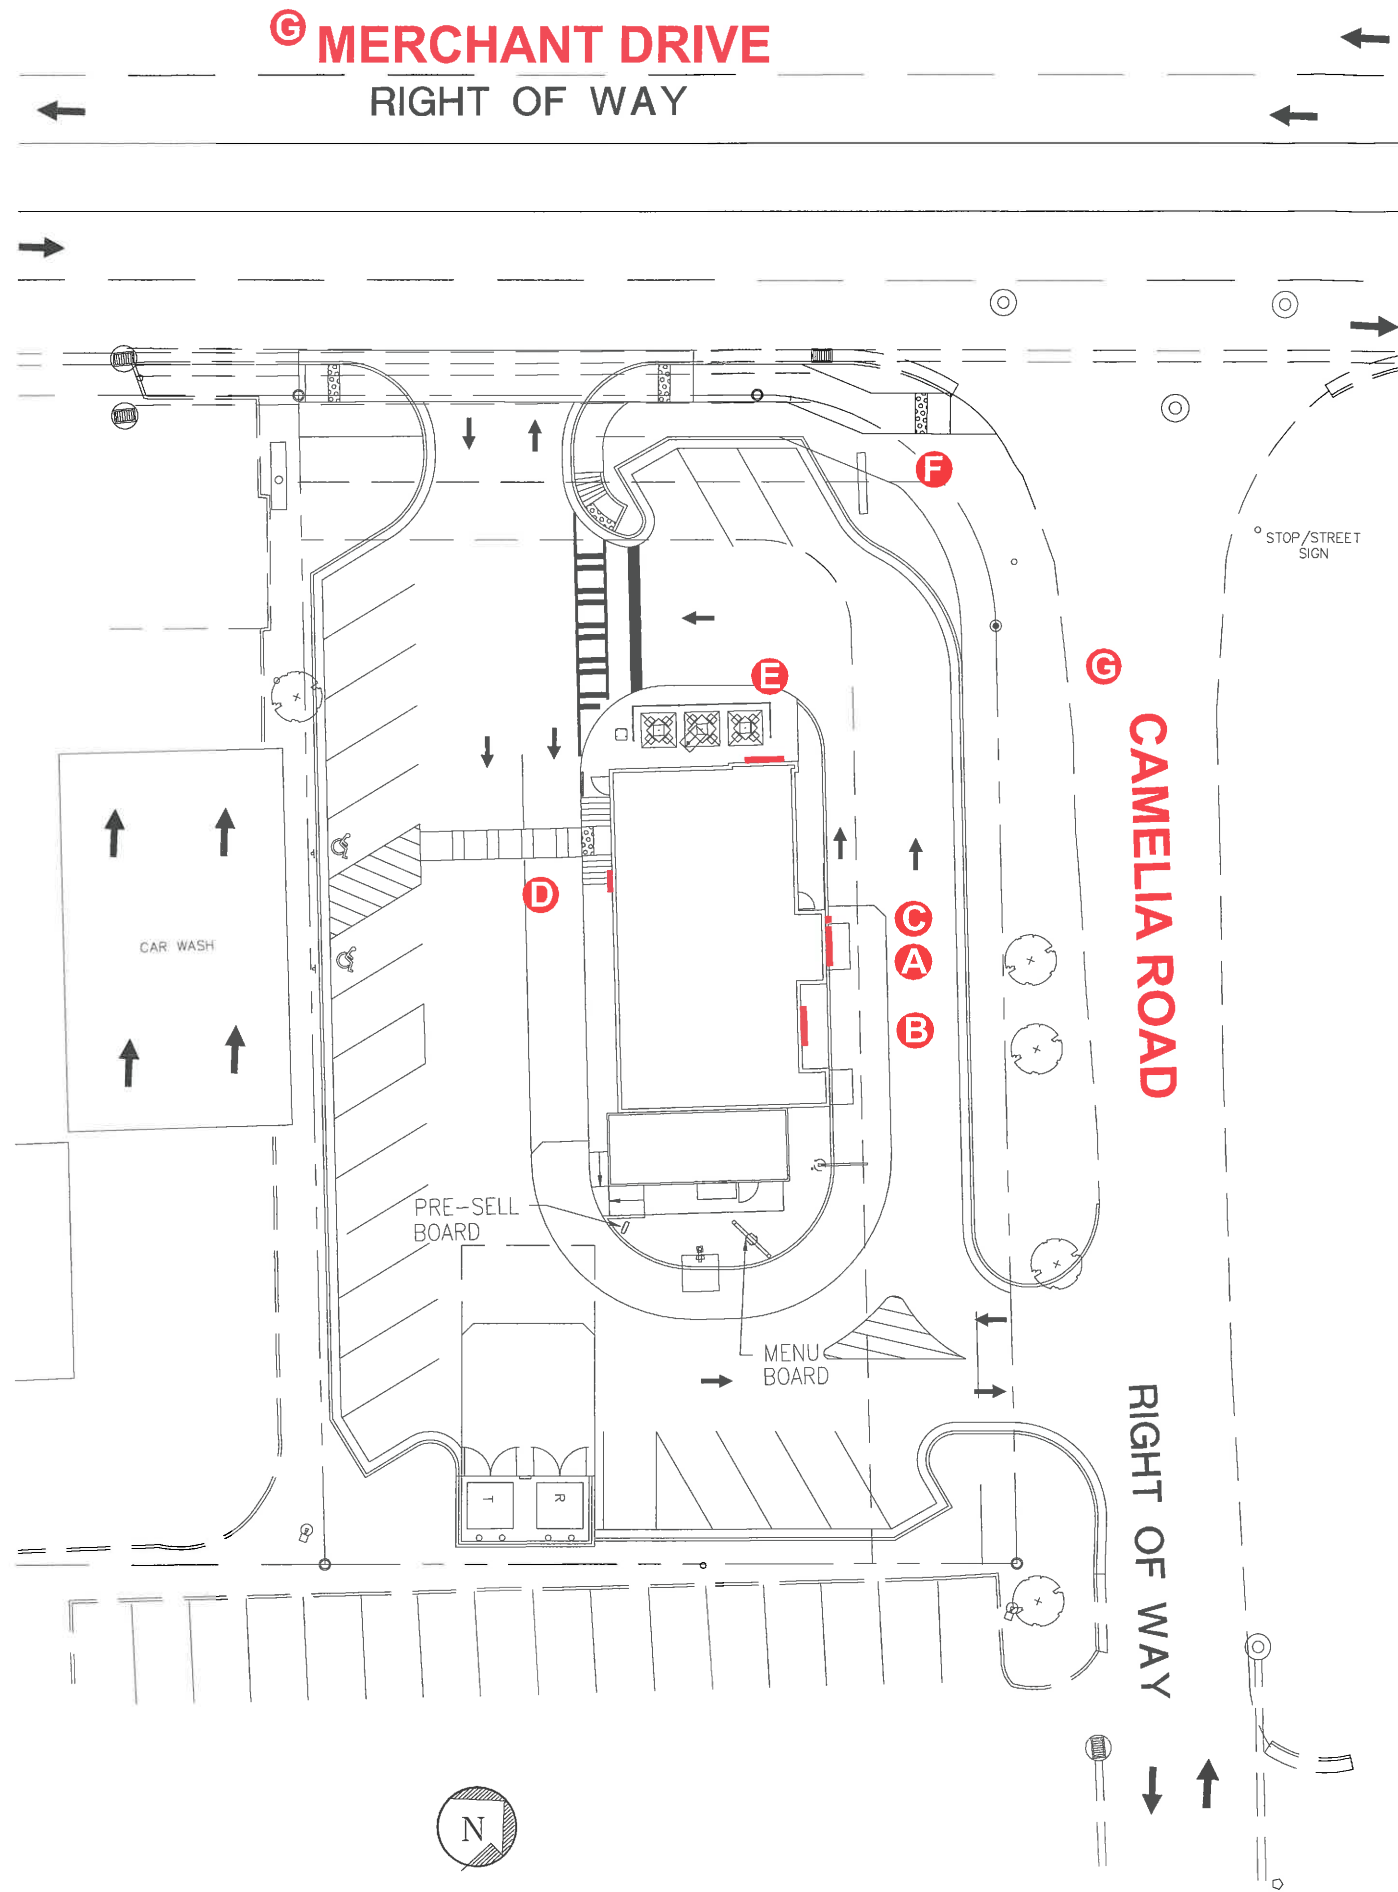 G MERCHANT DRIVE
RIGHT OF WAY
F
STOP/STREET
SIGN
G
E
CAMELIA ROAD
D
C
A
B
CAR WASH
PRE-SELL
BOARD
MENU
BOARD
RIGHT OF WAY
T
R
N